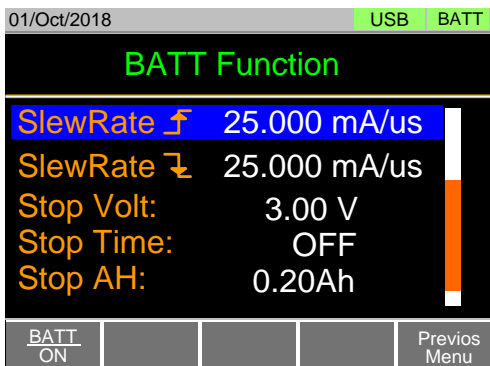 01/Oct/2018 USB BATT
BATT Function
SlewRate 25.000 mA/us
SlewRate 25.000 mA/us
Stop Volt: 3.00 V
Stop Time: OFF
Stop AH: 0.20Ah
BATT
ON
Previos
Menu